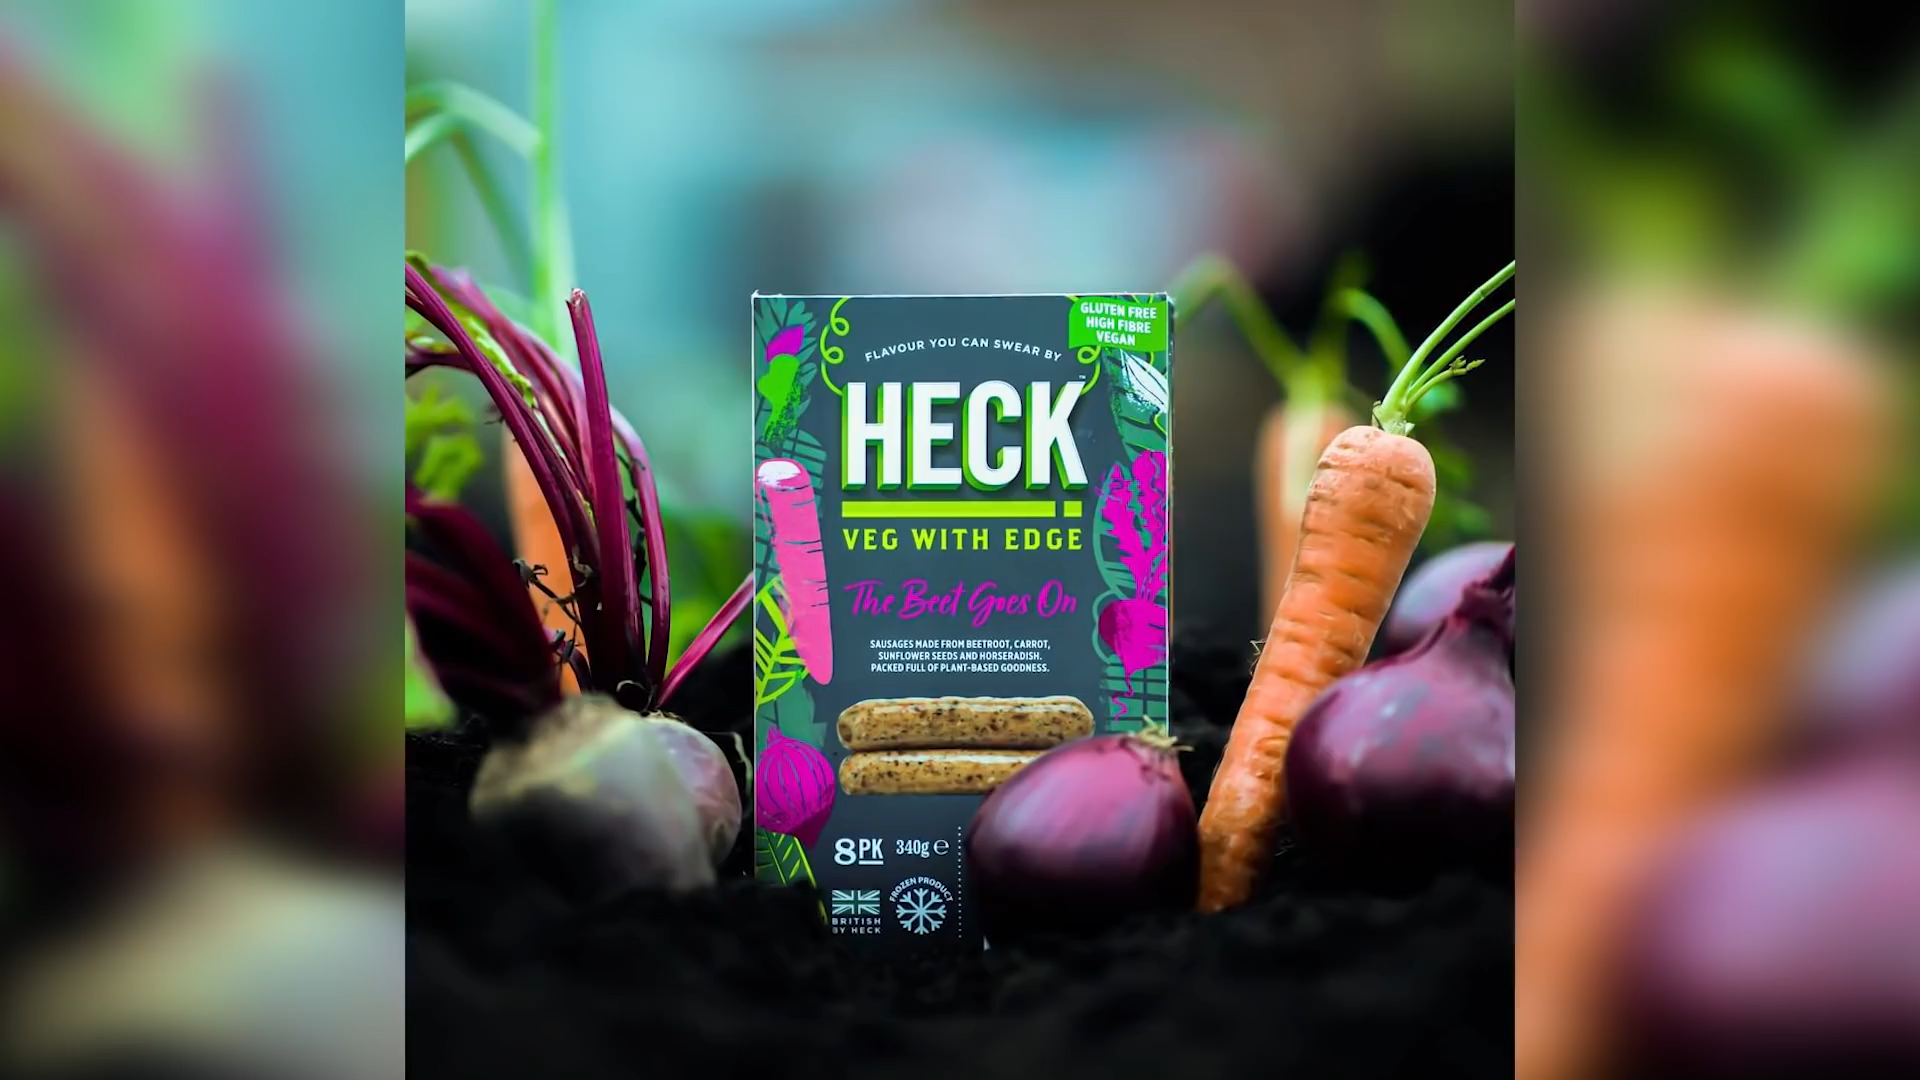 GLUTEN FREE
HIGH FIBRE
VEGAN
FLAVOUR YOU CAN SWEAR BY
HECK™
VEG WITH EDGE
The Beet Goes On
SAUSAGES MADE FROM BEETROOT, CARROT,
SUNFLOWER SEEDS AND HORSERADISH.
PACKED FULL OF PLANT-BASED GOODNESS.
8PK 340g ℮
FROZEN PRODUCT
BRITISH
BY HECK